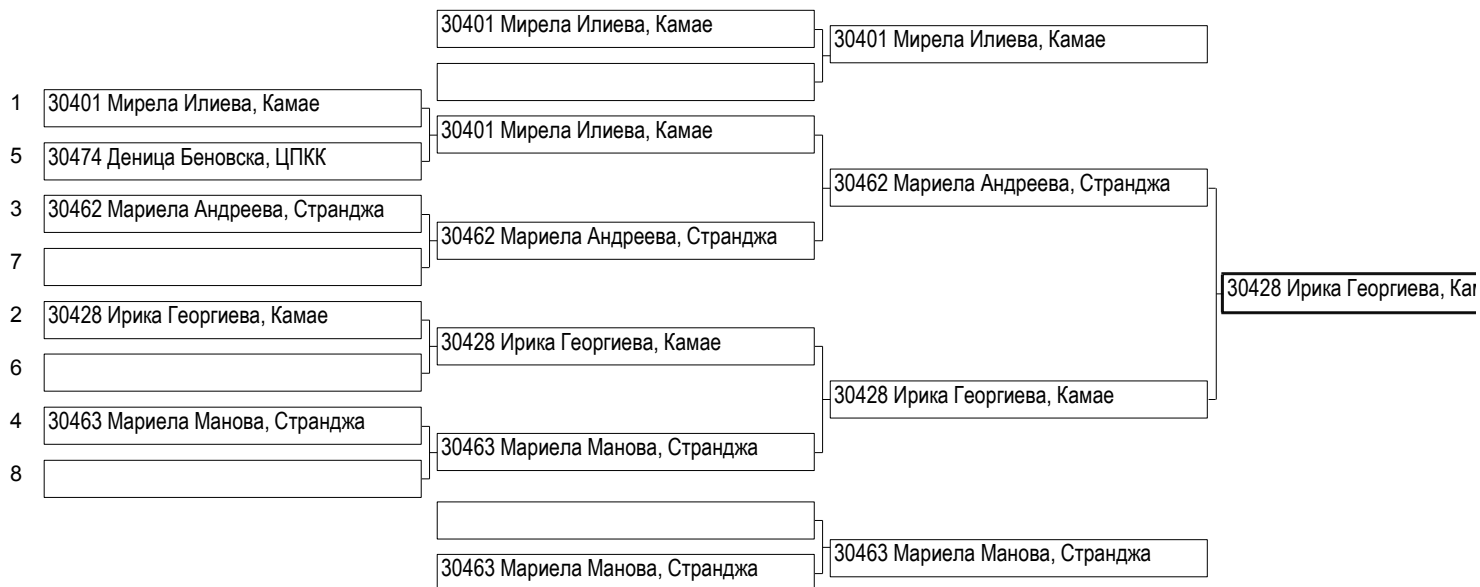 30401 Мирела Илиева, Камае
30401 Мирела Илиева, Камае
1 30401 Мирела Илиева, Камае
30401 Мирела Илиева, Камае
5 30474 Деница Беновска, ЦПКК
30462 Мариела Андреева, Странджа
3 30462 Мариела Андреева, Странджа
30462 Мариела Андреева, Странджа
7
30428 Ирика Георгиева,
2 30428 Ирика Георгиева, Камае
30428 Ирика Георгиева, Камае
6
30428 Ирика Георгиева, Камае
4 30463 Мариела Манова, Странджа
30463 Мариела Манова, Странджа
8
30463 Мариела Манова, Странджа
30463 Мариела Манова, Странджа